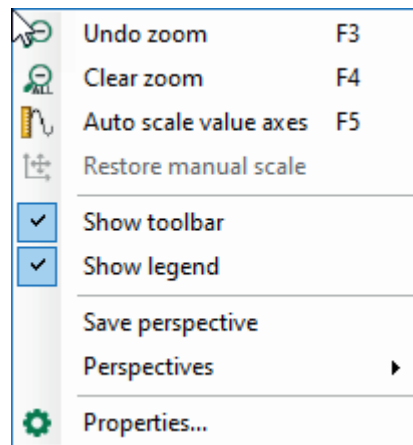 Undo zoom F3
Clear zoom F4
ALL
Auto scale value axes F5
Restore manual scale
Show toolbar
Show legend
Save perspective
Perspectives
Properties...